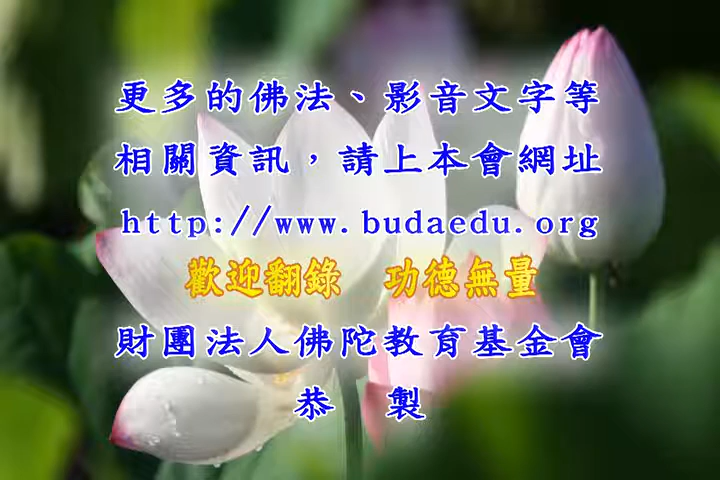 更多的佛法、影音文字等
相關資訊，請上本會網址
http://www.budaedu.org
歡迎翻錄 功德無量
財團法人佛陀教育基金會
恭 製